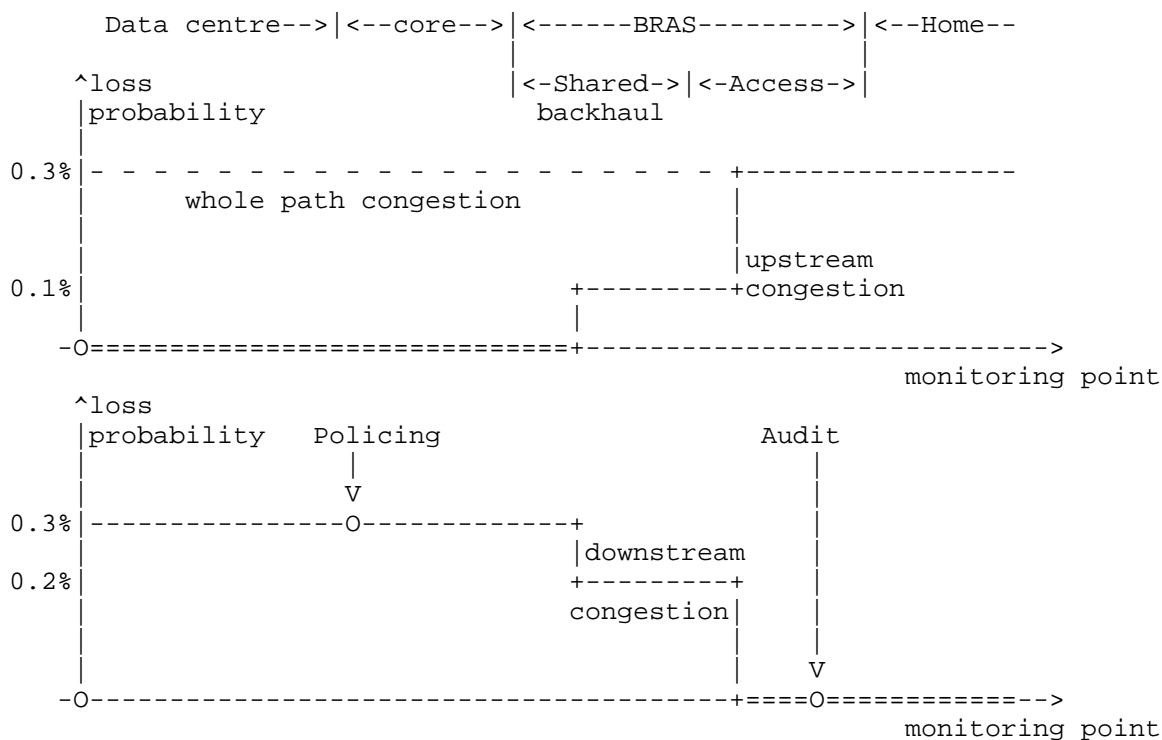 Data centre-->|<--core-->|<------BRAS--------->|<--Home--
^loss |<-Shared->|<-Access->|
|probability backhaul
0.3%|- - - - - - - - - - - - - - - - - - - - +-----------------
whole path congestion
|upstream
0.1%| +---------+congestion
-O==============================+----------------------------->
monitoring point
^loss
|probability Policing Audit
V
0.3%|----------------O-------------+
|downstream
0.2%| +---------+
congestion|
V
-O-----------------------------------------+====O============-->
monitoring point